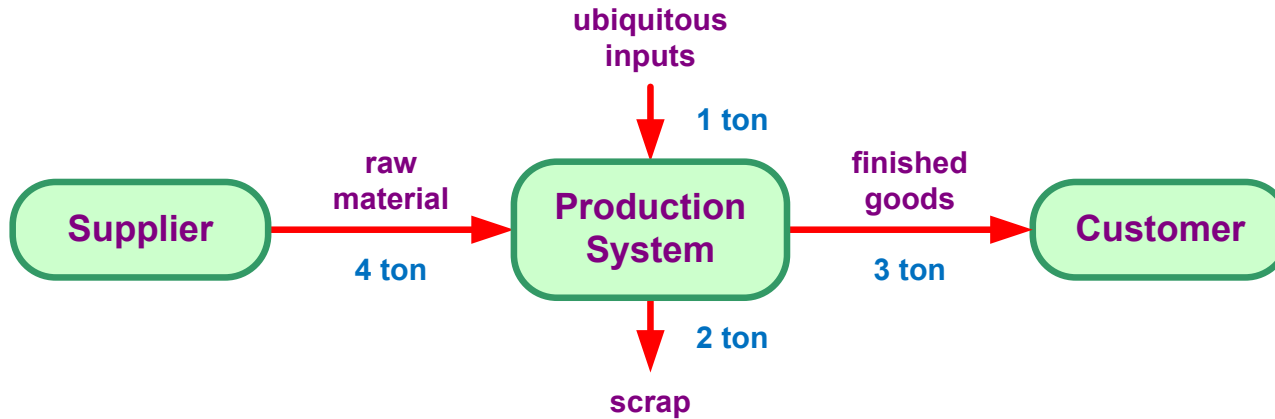 ubiquitous
inputs
1 ton
raw
material
finished
goods
Supplier
Production
System
Customer
4 ton
3 ton
2 ton
scrap